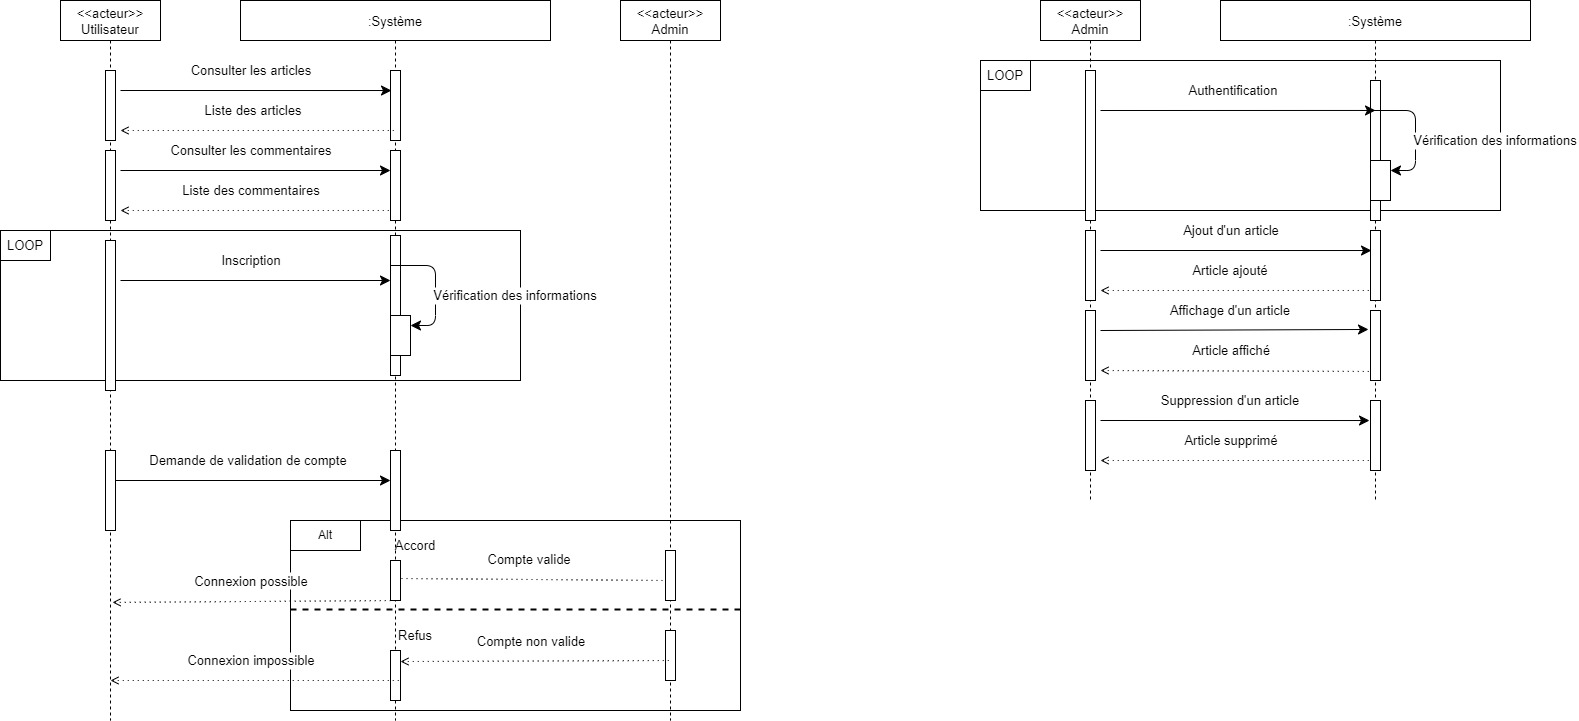 <<acteur>>
Utilisateur
:Système
<<acteur>>
Admin
Consulter les articles
Liste des articles
Consulter les commentaires
Liste des commentaires
LOOP
Inscription
Vérification des informations
Demande de validation de compte
Alt
Accord
Compte valide
Connexion possible
Refus
Compte non valide
Connexion impossible
<<acteur>>
Admin
:Système
LOOP
Authentification
Vérification des informations
Ajout d'un article
Article ajouté
Affichage d'un article
Article affiché
Suppression d'un article
Article supprimé